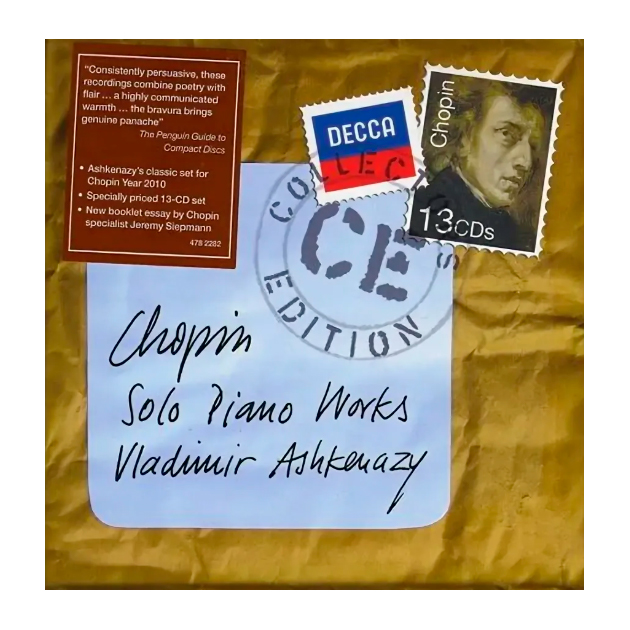 “Consistently persuasive, these
recordings combine poetry with
flair ... a highly communicated
warmth ... the bravura brings
genuine panache”
The Penguin Guide to
Compact Discs
• Ashkenazy's classic set for
Chopin Year 2010
• Specially priced 13-CD set
• New booklet essay by Chopin
specialist Jeremy Siepmann
478 2282
DECCA
Chopin
13CDs
COLLECTORS
CE
EDITION
Chopin
Solo Piano Works
Vladimir Ashkenazy